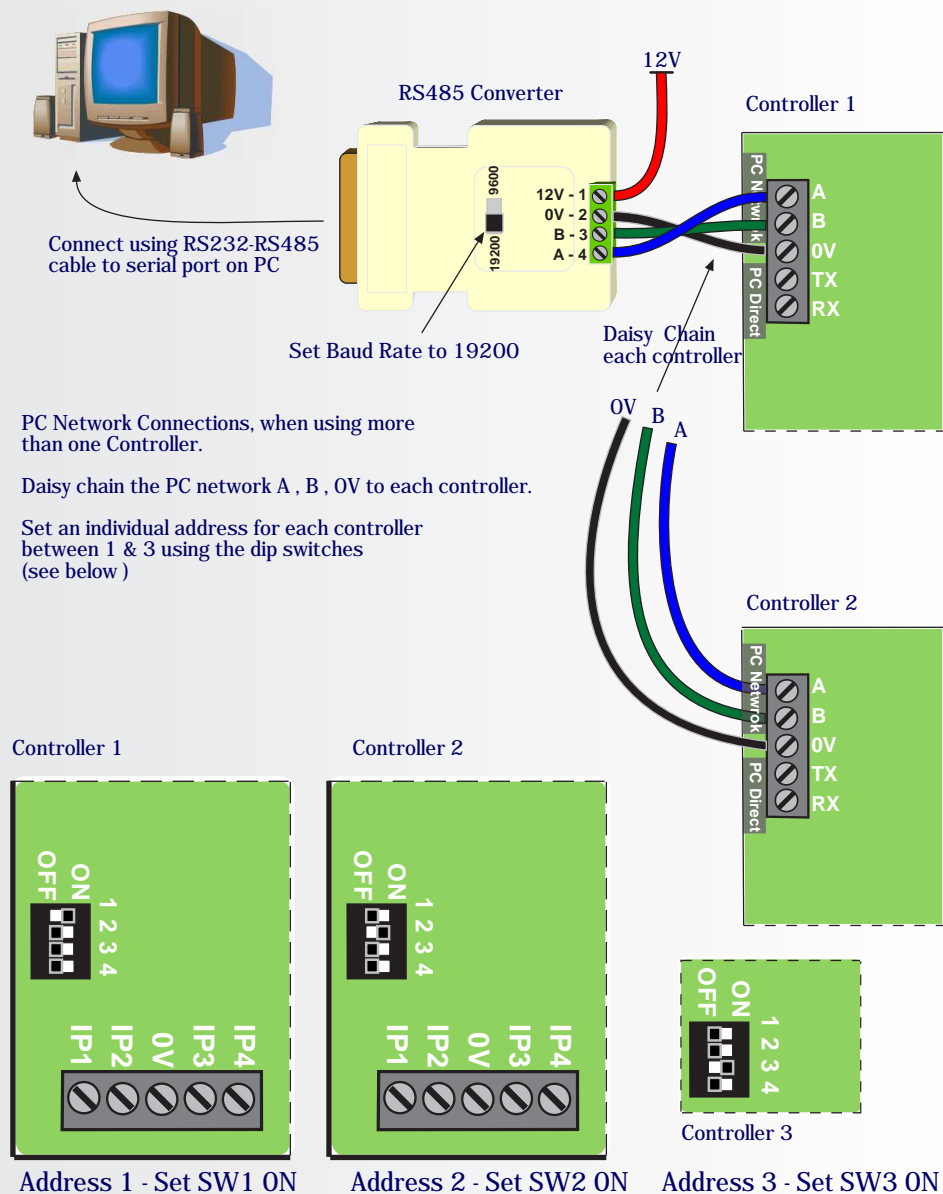 12V
RS485 Converter
Controller 1
9600
19200
12V - 1
0V - 2
B - 3
A - 4
PC Netwrok
PC Direct
A
B
0V
TX
RX
Connect using RS232-RS485
cable to serial port on PC
Set Baud Rate to 19200
Daisy Chain
each controller
0V
B
A
PC Network Connections, when using more
than one Controller.
Daisy chain the PC network A , B , 0V to each controller.
Set an individual address for each controller
between 1 & 3 using the dip switches
(see below )
Controller 2
PC Netwrok
PC Direct
A
B
0V
TX
RX
Controller 1
OFF
ON
1 2 3 4
IP1
IP2
0V
IP3
IP4
Address 1 - Set SW1 ON
Controller 2
OFF
ON
1 2 3 4
IP1
IP2
0V
IP3
IP4
Address 2 - Set SW2 ON
OFF
ON
1 2 3 4
Controller 3
Address 3 - Set SW3 ON